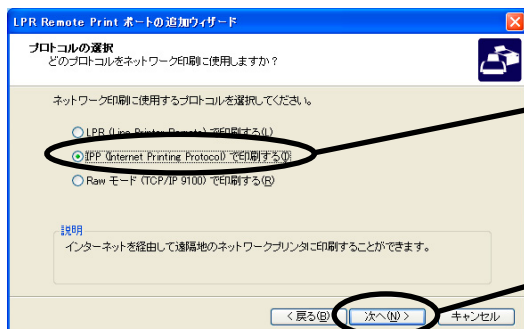 LPR Remote Print ポートの追加ウィザード
プロトコルの選択
どのプロトコルをネットワーク印刷に使用しますか?
ネットワーク印刷に使用するプロトコルを選択してください。
LPR (Line Printer Remote) で印刷する(L)
IPP (Internet Printing Protocol) で印刷する(I)
Raw モード (TCP/IP 9100) で印刷する(R)
説明
インターネットを経由して遠隔地のネットワークプリンタに印刷することができます。
< 戻る(B) 次へ(N) > キャンセル